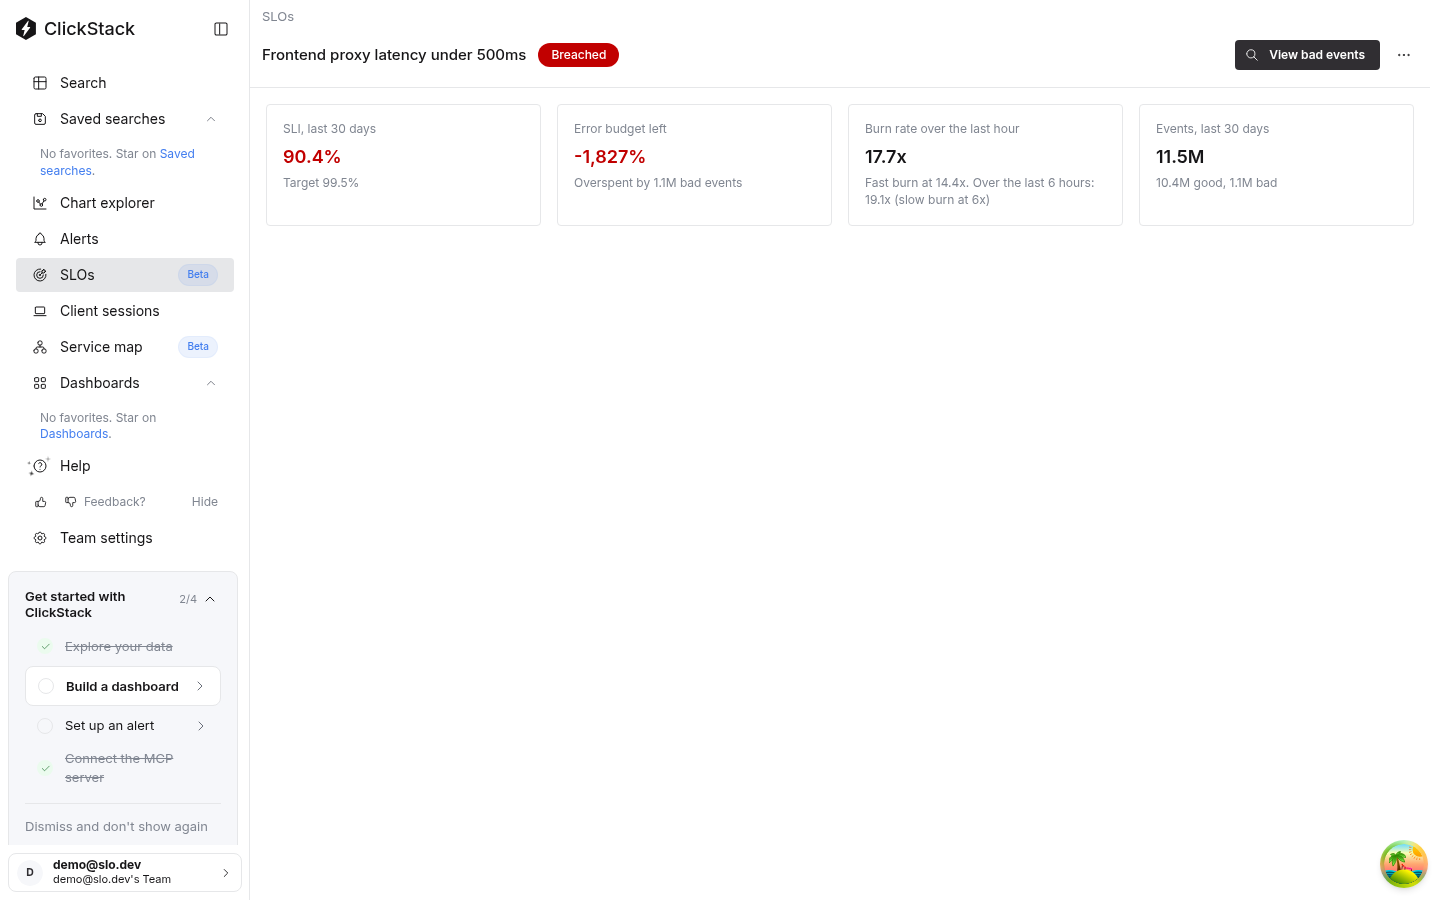 ClickStack
Search
Saved searches
No favorites. Star on Saved
searches.
Chart explorer
Alerts
SLOs
Beta
Client sessions
Service map
Beta
Dashboards
No favorites. Star on
Dashboards.
Help
Feedback?
Hide
Team settings
Get started with
ClickStack
2/4
Explore your data
Build a dashboard
Set up an alert
Connect the MCP
server
Dismiss and don't show again
D
demo@slo.dev
demo@slo.dev's Team
SLOs
Frontend proxy latency under 500ms
Breached
View bad events
SLI, last 30 days
90.4%
Target 99.5%
Error budget left
-1,827%
Overspent by 1.1M bad events
Burn rate over the last hour
17.7x
Fast burn at 14.4x. Over the last 6 hours:
19.1x (slow burn at 6x)
Events, last 30 days
11.5M
10.4M good, 1.1M bad